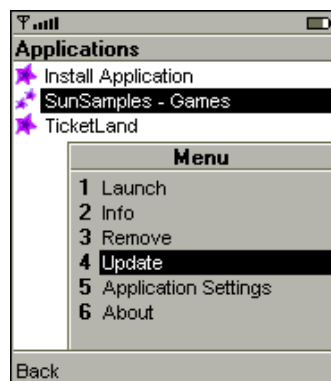 Applications
Install Application
SunSamples - Games
TicketLand
Menu
1 Launch
2 Info
3 Remove
4 Update
5 Application Settings
6 About
Back